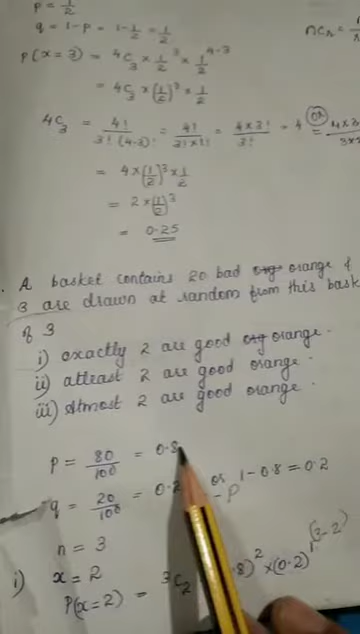 p = 1/2
q = 1-p = 1-1/2 = 1/2
p(x=3) = 4C3 × 1/2^3 × 1/2^4-3
= 4C3 × (1/2)^3 × 1/2
4C3 = 4!/3!(4-3)! = 4!/3!×1! = 4×3!/3! = 4 (or)
= 4×(1/2)^3 × 1/2
= 2×(1/2)^3
= 0.25
A basket contains 20 bad orange &
3 are drawn at random from this bask
of 3
i) exactly 2 are good orange.
ii) atleast 2 are good orange.
iii) Atmost 2 are good orange.
p = 80/100 = 0.8
q = 20/100 = 0.2 or 1-0.8 = 0.2
-p
n = 3
i) x = 2
P(x=2) = 3C2 8)^2 × (0.2)^(3-2)